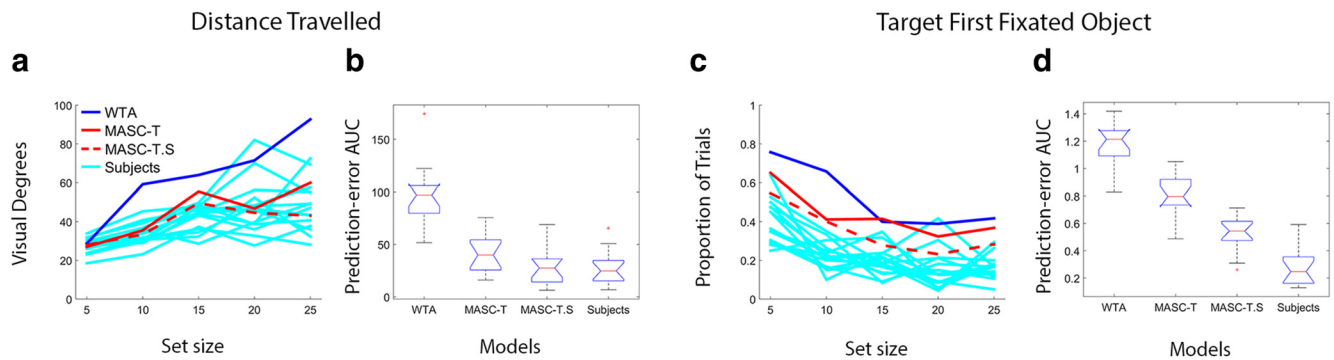 Distance Travelled
Target First Fixated Object
a
b
c
d
Visual Degrees
100
80
60
40
20
0
WTA
MASC-T
MASC-T.S
Subjects
5 10 15 20 25
Set size
Prediction-error AUC
150
100
50
0
WTA MASC-T MASC-T.S Subjects
Models
Proportion of Trials
1
0.8
0.6
0.4
0.2
0
5 10 15 20 25
Set size
Prediction-error AUC
1.4
1.2
1
0.8
0.6
0.4
0.2
WTA MASC-T MASC-T.S Subjects
Models